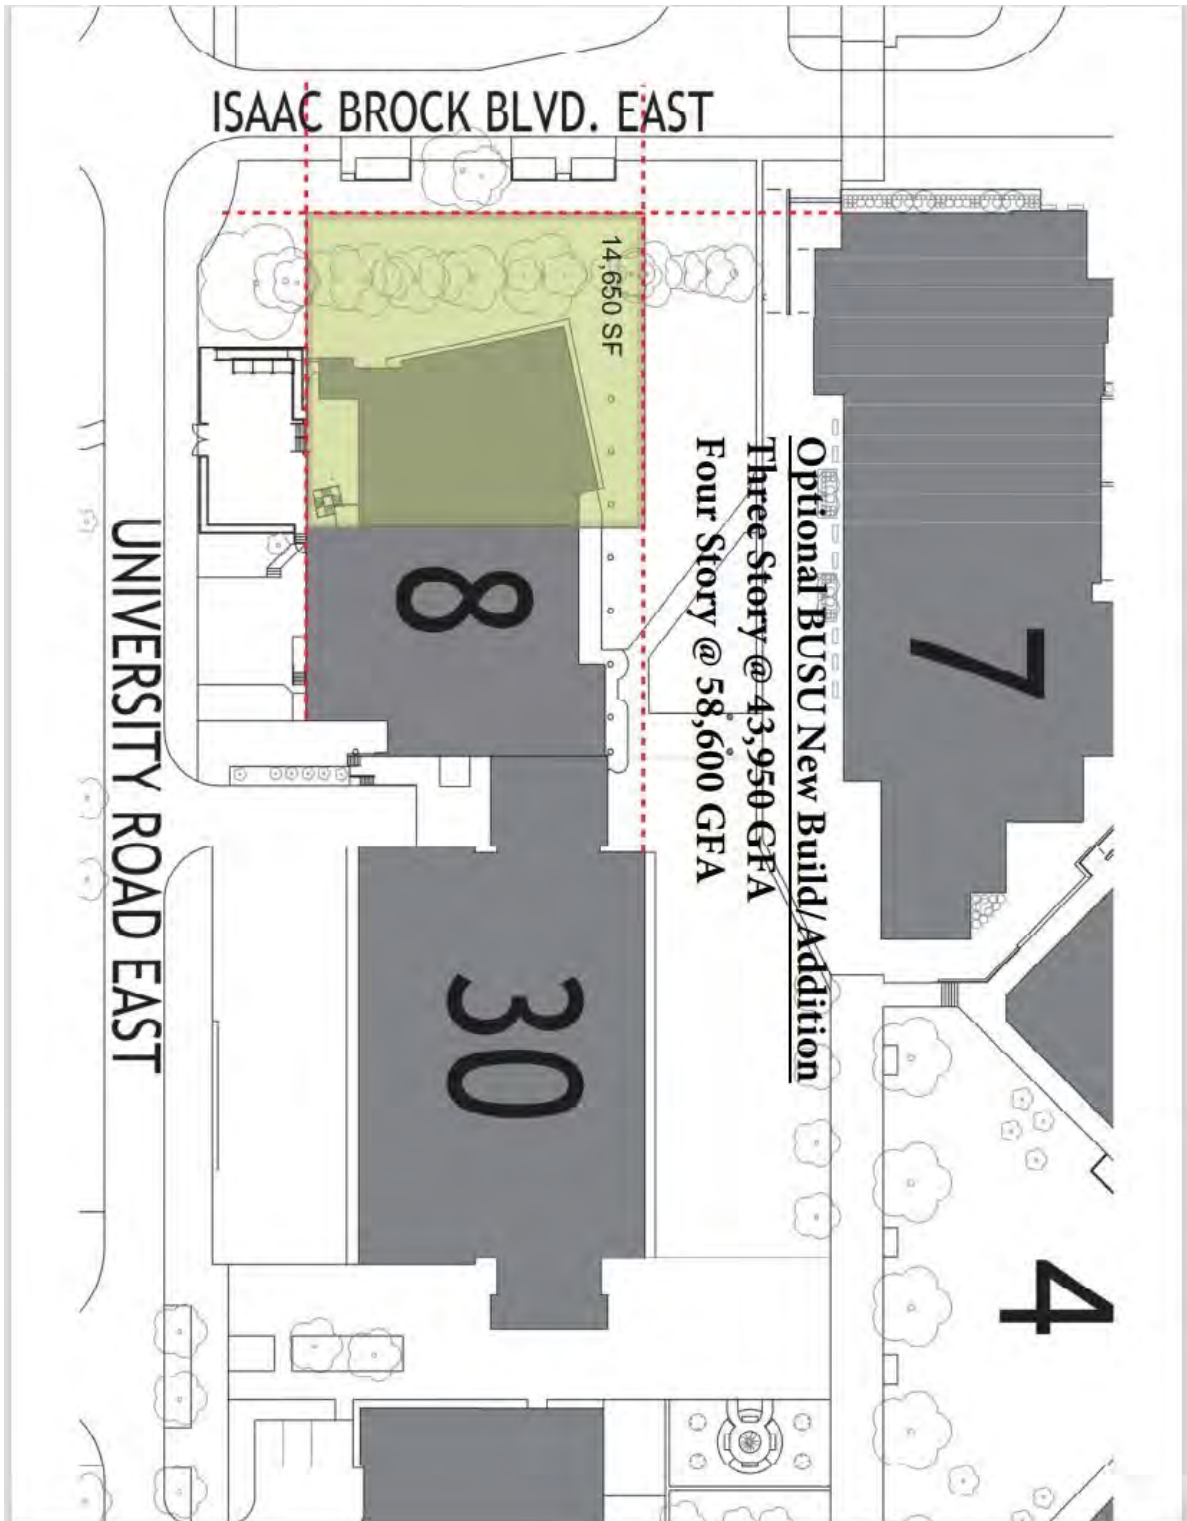 ISAAC BROCK BLVD. EAST
14,650 SF
Optional BUSU New Build/Addition
Three Story @ 43,950 GFA
Four Story @ 58,600 GFA
8
7
UNIVERSITY ROAD EAST
30
4